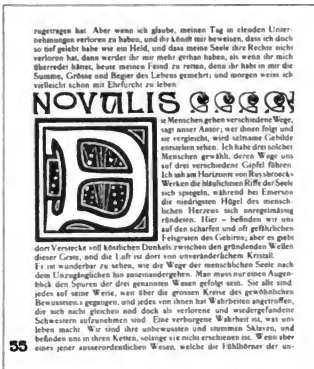 zugetragen hat. Aber wenn ich glaube, meinen Tag in elenden Unter-
nehmungen verloren zu haben, und ihr könnt mir beweisen, dass ich doch
so tief gelebt habe wie ein Held, und dass meine Seele ihre Rechte nicht
verloren hat, dann werdet ihr mir mehr gethan haben, als wenn ihr mich
überredet hättet, heute meinen Feind zu retten, denn ihr habt in mir die
Summe, Grösse und Begier des Lebens gemehrt; und morgen weiss ich
vielleicht schon mit Ehrfurcht zu leben
NOVALIS
D
ie Menschen gehen verschiedene Wege,
sagt unser Autor; wer ihnen folgt und
sie vergleicht, wird seltsame Gebilde
entstehen sehen. Ich habe drei solcher
Menschen gewählt, deren Wege uns
auf drei verschiedene Gipfel führen.
Ich sah am Horizonte von Ruysbroecks
Werken die bläulichsten Riffe der Seele
sich spiegeln, während bei Emerson
die niedrigsten Hügel des mensch-
lichen Herzens sich unregelmässig
ründeten. Hier – befinden wir uns
auf den scharfen und oft gefährlichen
Felsgraten des Gehirns; aber es giebt
dort Verstecke voll köstlichen Dunkels zwischen den gründenden Wellen
dieser Grate, und die Luft ist dort von unveränderlichem Kristall.
Es ist wunderbar zu sehen, wie die Wege der menschlichen Seele nach
dem Unzugänglichen hin auseinandergehen. Man muss nur einen Augen-
blick den Spuren der drei genannten Wesen gefolgt sein. Sie alle sind,
jedes auf seine Weise, weit über die grossen Kreise des gewöhnlichen
Bewusstseins gegangen, und jedes von ihnen hat Wahrheiten angetroffen,
die sich nicht gleichen und doch als verlorene und wiedergefundene
Schwestern aufzunehmen sind. Eine verborgene Wahrheit ist, was uns
leben macht. Wir sind ihre unbewussten und stummen Sklaven, und
befinden uns in ihren Ketten, solange sie nicht erschienen ist. Wenn aber
55 eines jener ausserordentlichen Wesen, welche die Fühlhörner der un-